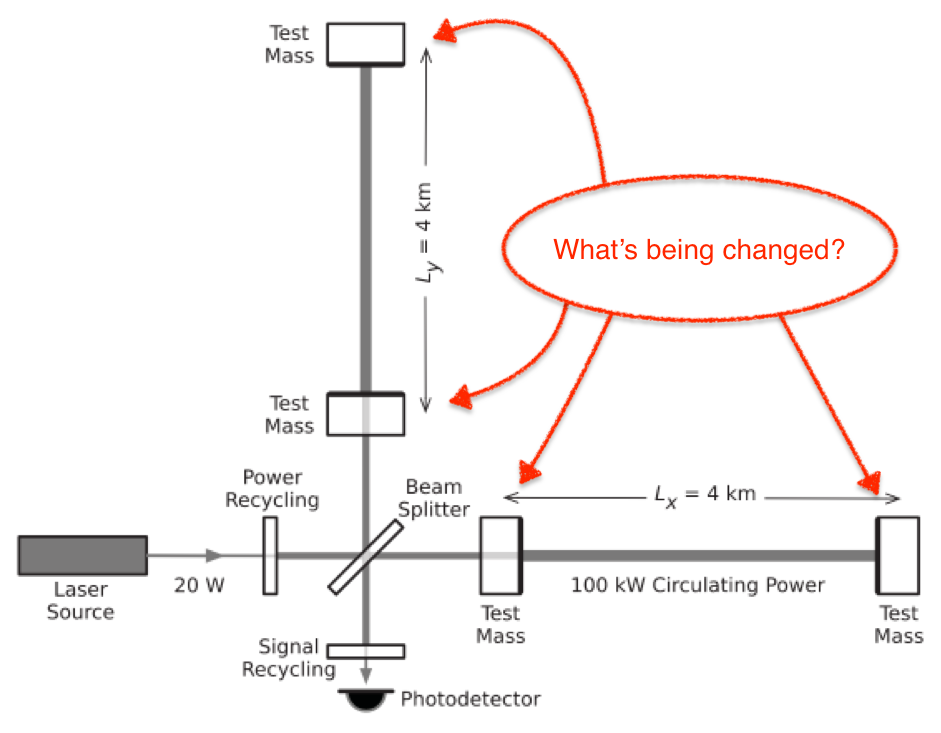 Test
Mass
L_y = 4 km
What's being changed?
Test
Mass
Power
Recycling
Beam
Splitter
L_x = 4 km
Laser
Source
20 W
100 kW Circulating Power
Test
Mass
Test
Mass
Signal
Recycling
Photodetector